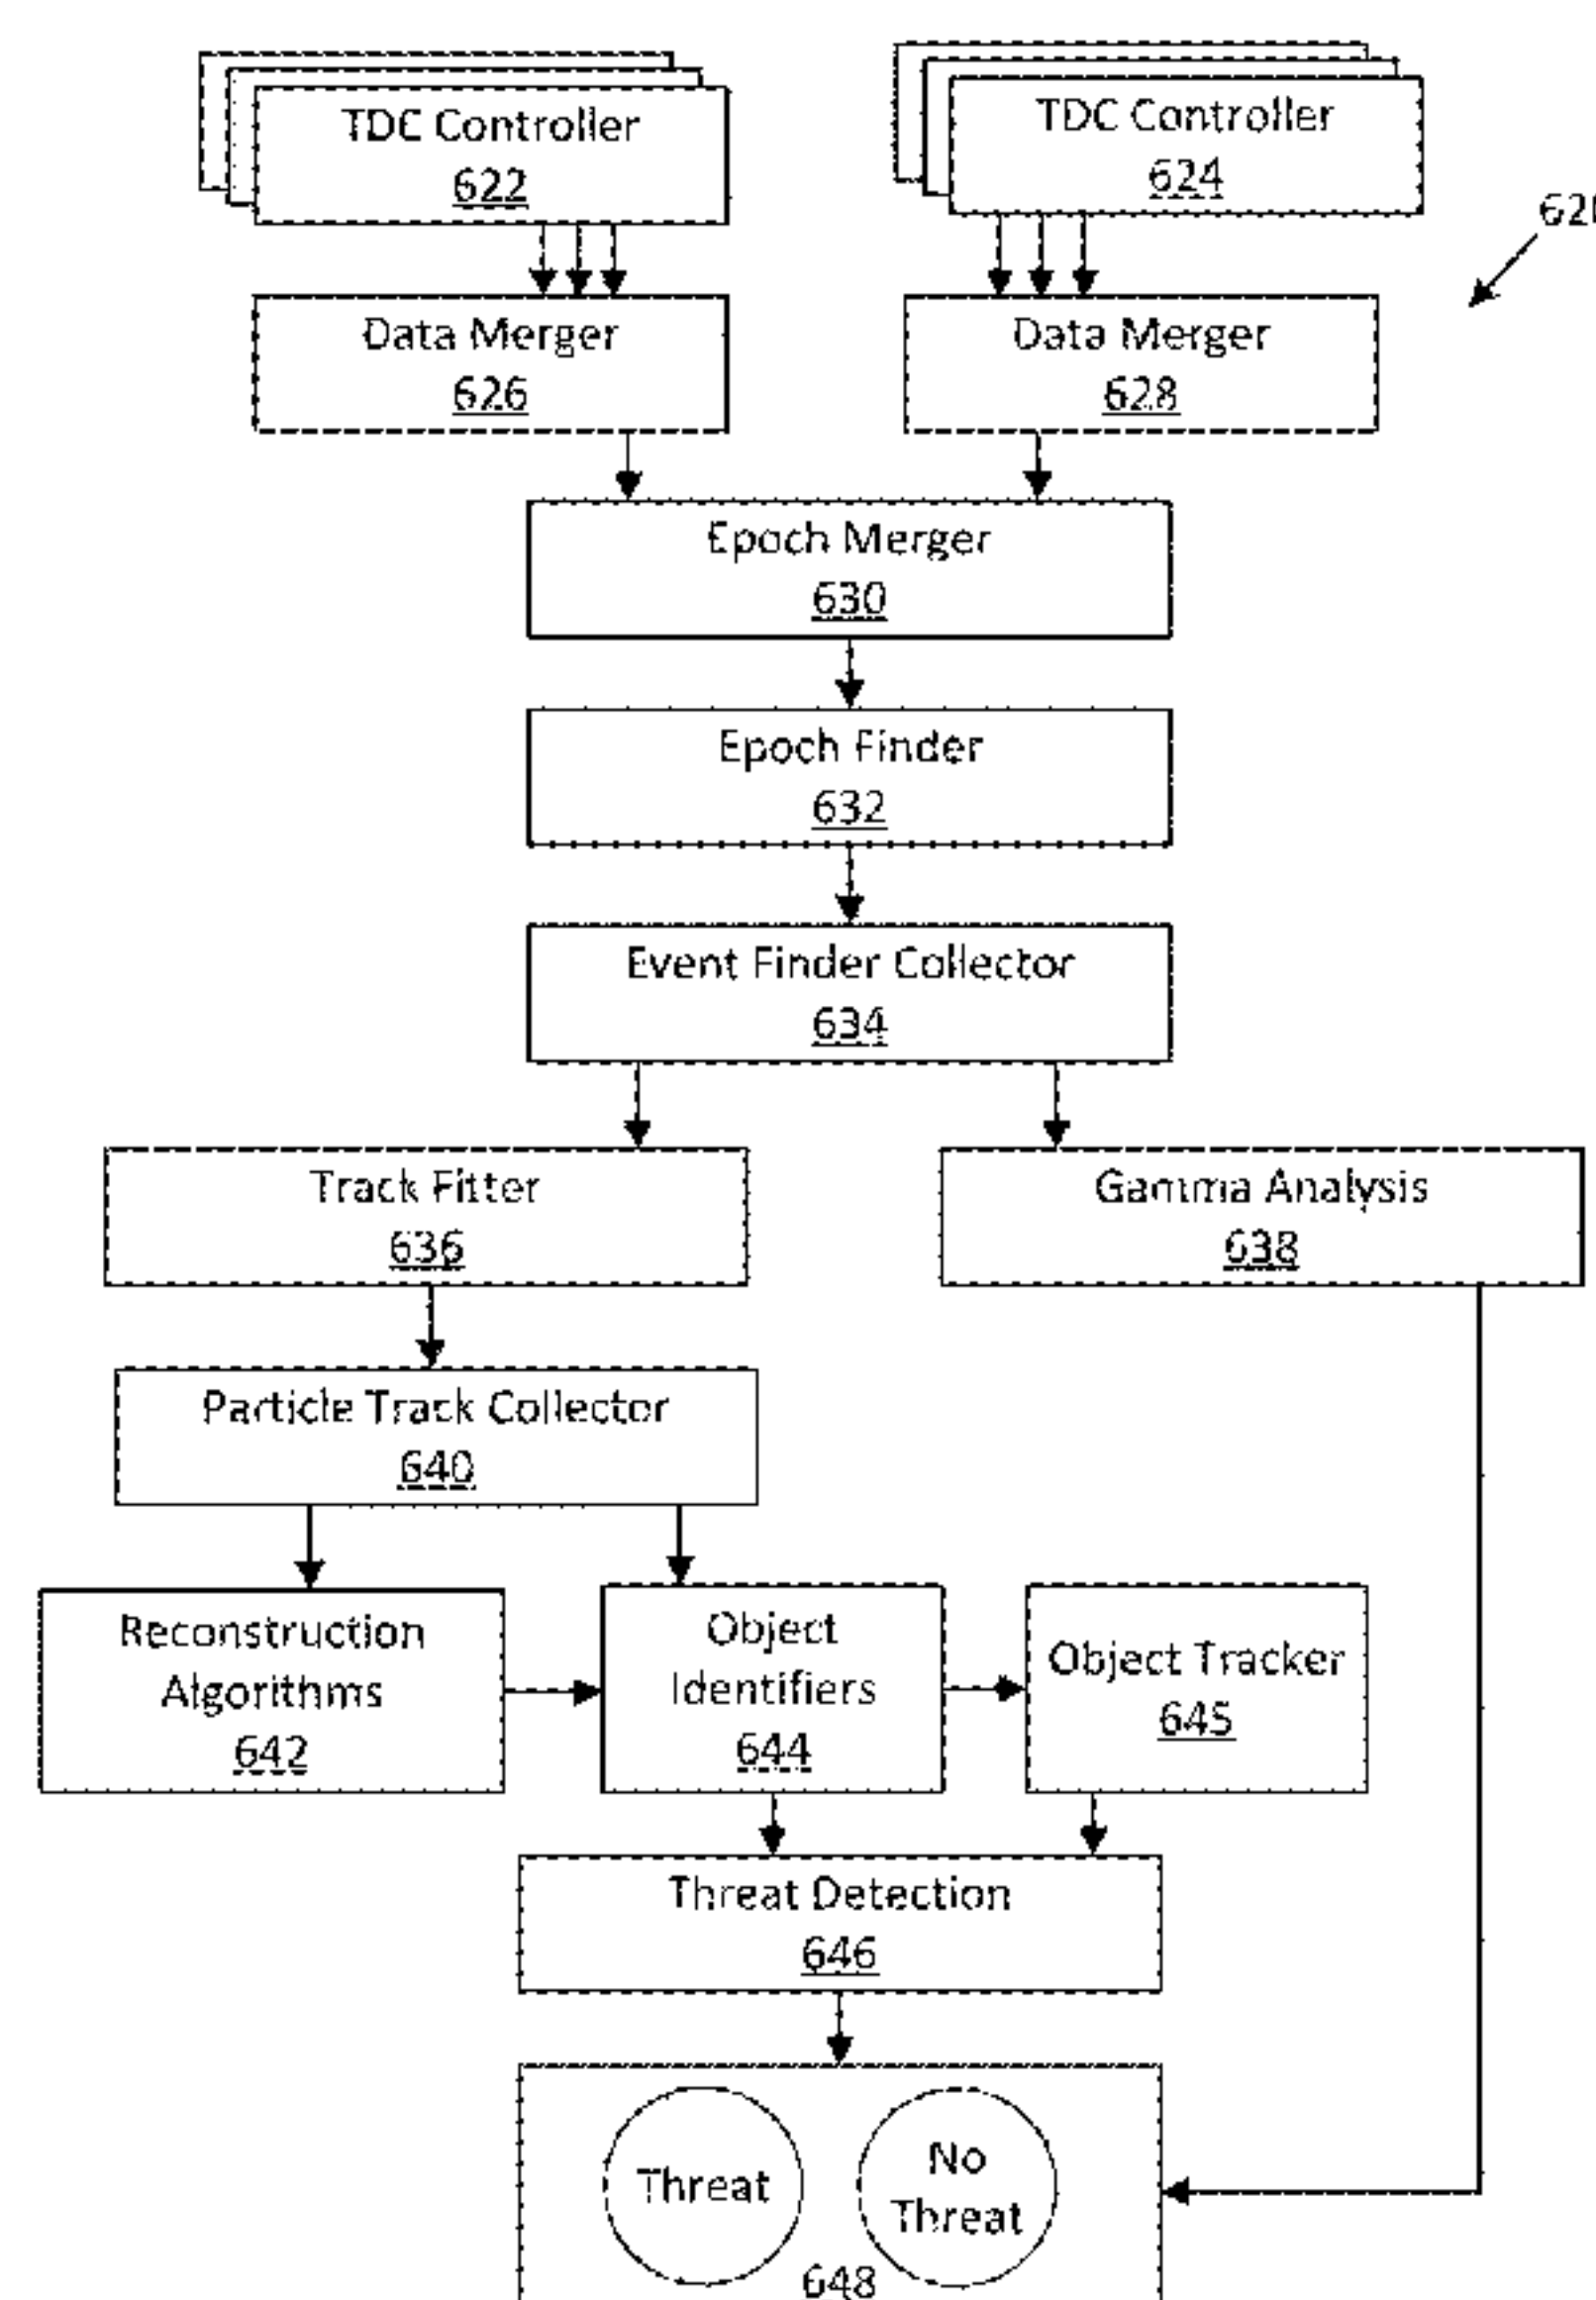 TDC Controller
622
TDC Controller
624
Data Merger
626
Data Merger
628
Epoch Merger
630
Epoch Finder
632
Event Finder Collector
634
Track Fitter
636
Gamma Analysis
638
Particle Track Collector
640
Reconstruction
Algorithms
642
Object
Identifiers
644
Object Tracker
645
Threat Detection
646
Threat
No
Threat
648